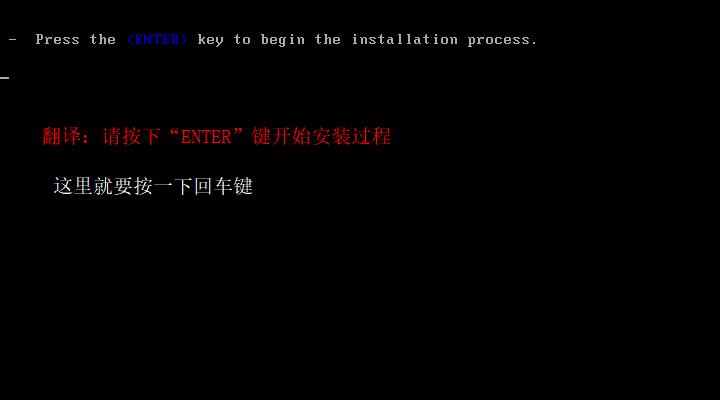 - Press the <ENTER> key to begin the installation process.
翻译：请按下“ENTER”键开始安装过程
这里就要按一下回车键